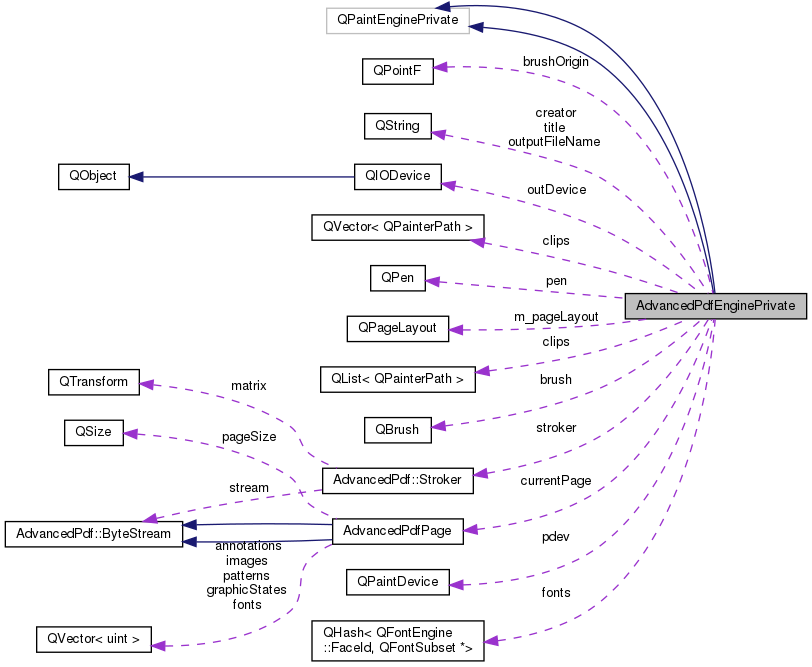 QPaintEnginePrivate
brushOrigin
QPointF
creator
title
outputFileName
QString
QObject
QIODevice
outDevice
QVector< QPainterPath >
clips
QPen
pen
AdvancedPdfEnginePrivate
QPageLayout
m_pageLayout
clips
QTransform
matrix
QList< QPainterPath >
brush
QSize
pageSize
QBrush
stroker
AdvancedPdf::Stroker
stream
currentPage
AdvancedPdf::ByteStream
AdvancedPdfPage
pdev
annotations
images
patterns
graphicStates
fonts
QPaintDevice
fonts
QVector< uint >
QHash< QFontEngine
::FaceId, QFontSubset *>